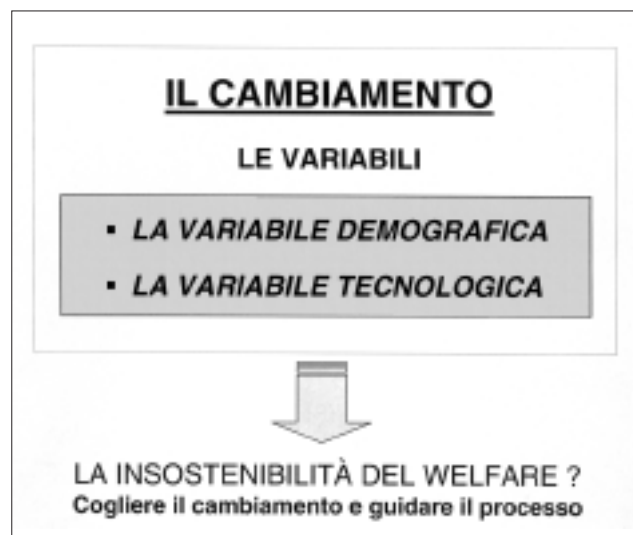 IL CAMBIAMENTO
LE VARIABILI
▪ LA VARIABILE DEMOGRAFICA
▪ LA VARIABILE TECNOLOGICA
LA INSOSTENIBILITÀ DEL WELFARE ?
Cogliere il cambiamento e guidare il processo